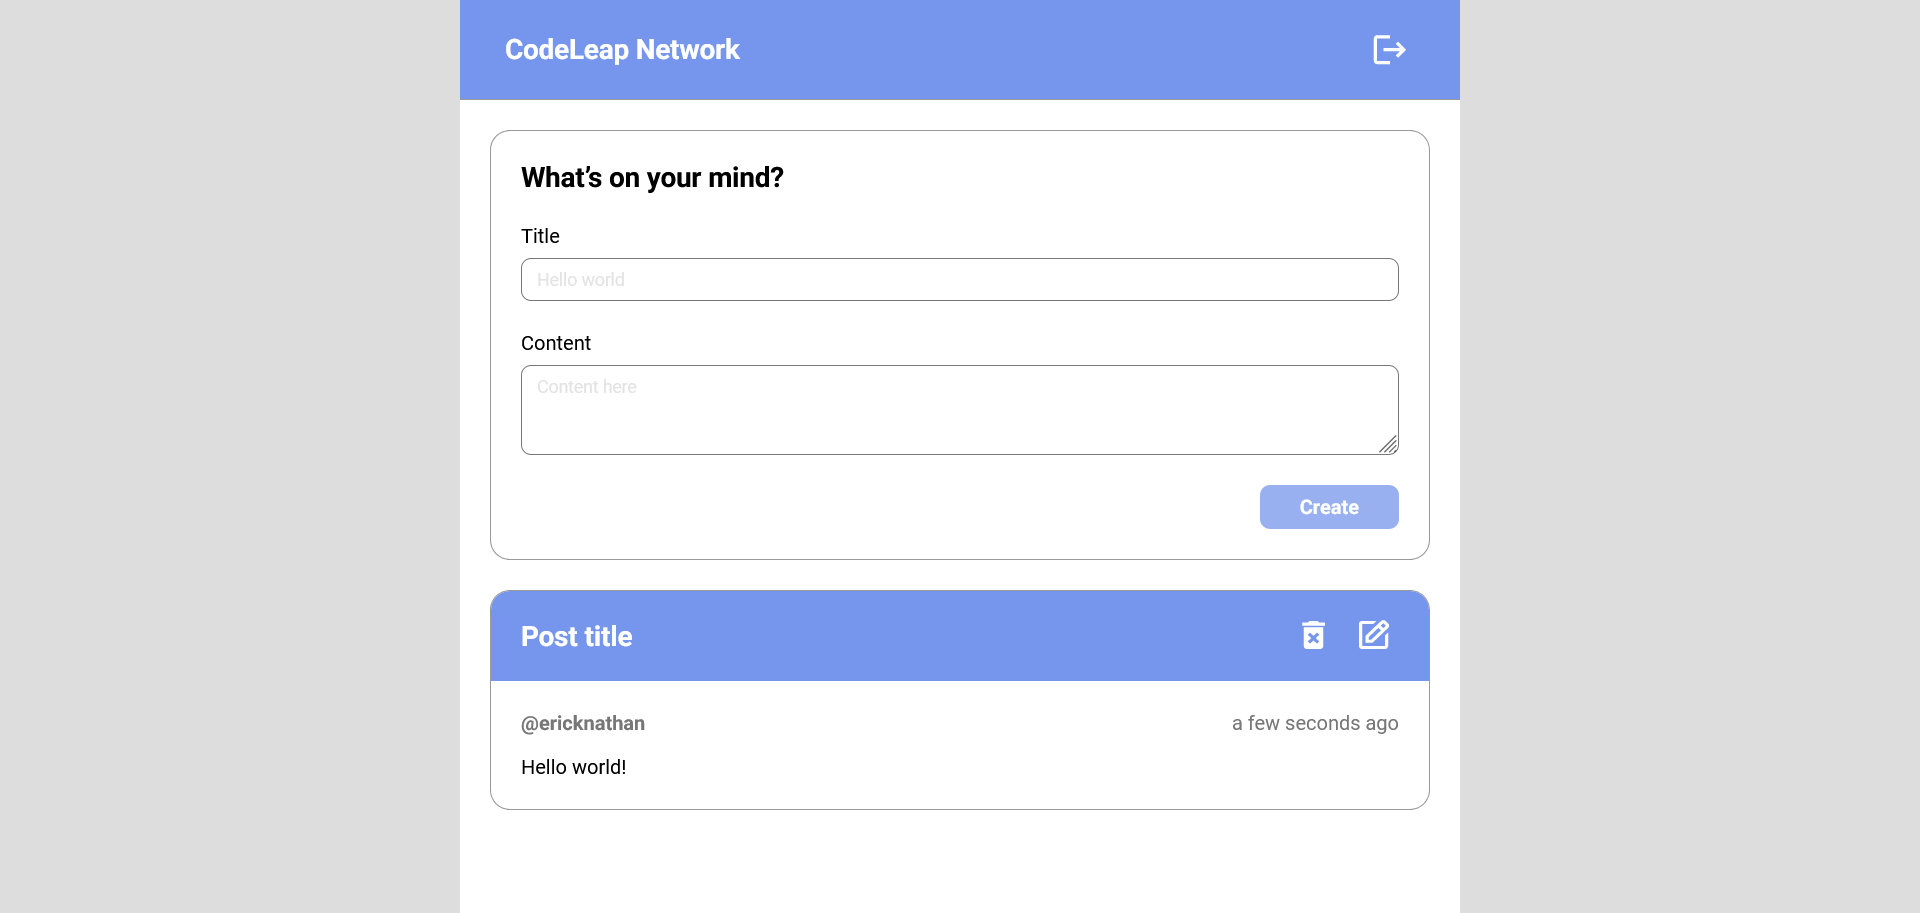 CodeLeap Network
What’s on your mind?
Title
Hello world
Content
Content here
Create
Post title
@ericknathan
a few seconds ago
Hello world!